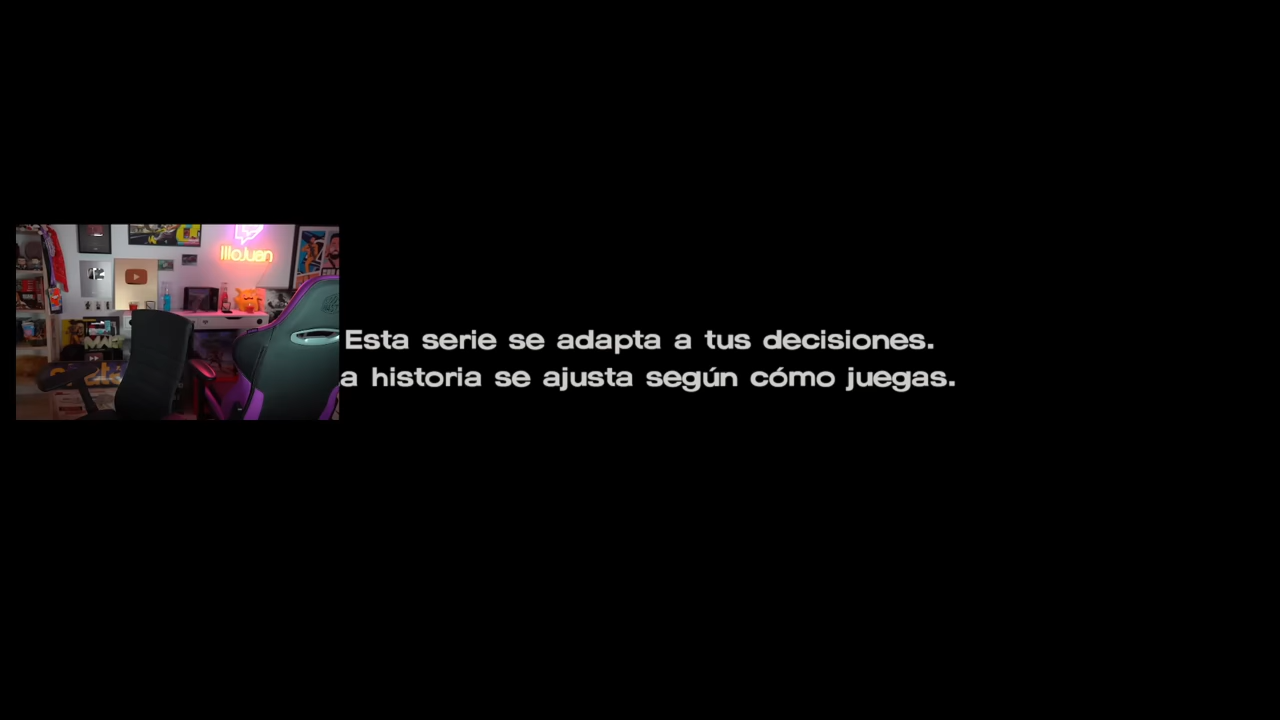 IlloJuan
Esta serie se adapta a tus decisiones.
a historia se ajusta según cómo juegas.